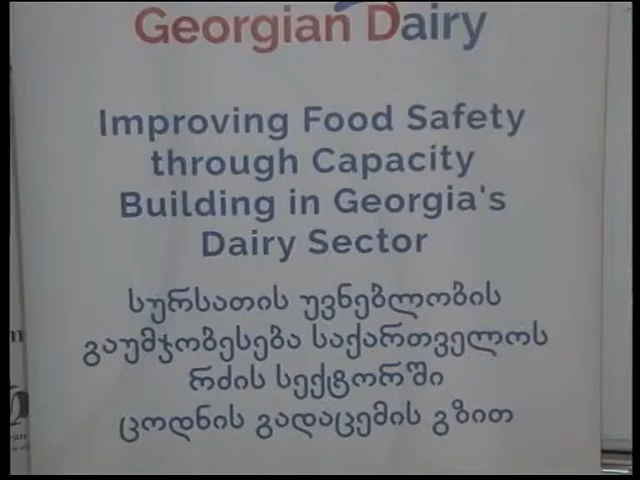 Georgian Dairy
Improving Food Safety
through Capacity
Building in Georgia's
Dairy Sector
სურსათის უვნებლობის
გაუმჯობესება საქართველოს
რძის სექტორში
ცოდნის გადაცემის გზით